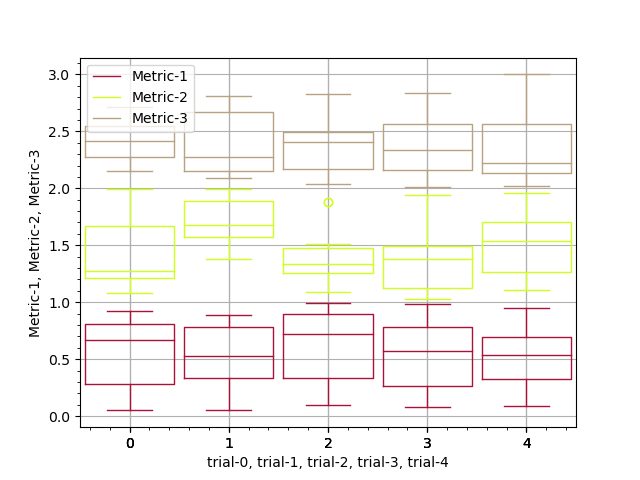 Metric-1
Metric-2
Metric-3
3.0
2.5
2.0
1.5
1.0
0.5
0.0
Metric-1, Metric-2, Metric-3
0 1 2 3 4
trial-0, trial-1, trial-2, trial-3, trial-4